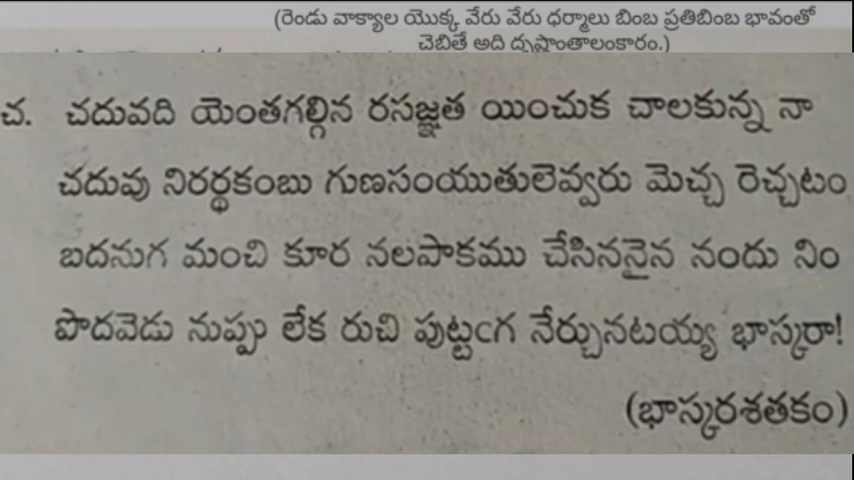 (రెండు వాక్యాల యొక్క వేరు వేరు ధర్మాలు బింబ ప్రతిబింబ భావంతో
చెబితే అది దృష్టాంతాలంకారం.)
చ. చదువది యెంతగల్గిన రసజ్ఞత యించుక చాలకున్న నా
చదువు నిరర్థకంబు గుణసంయుతులెవ్వరు మెచ్చ రెచ్చటం
బదనుగ మంచి కూర నలపాకము చేసిననైన నందు నిం
పొదవెడు నుప్పు లేక రుచి పుట్టఁగ నేర్చునటయ్య భాస్కరా!
(భాస్కరశతకం)